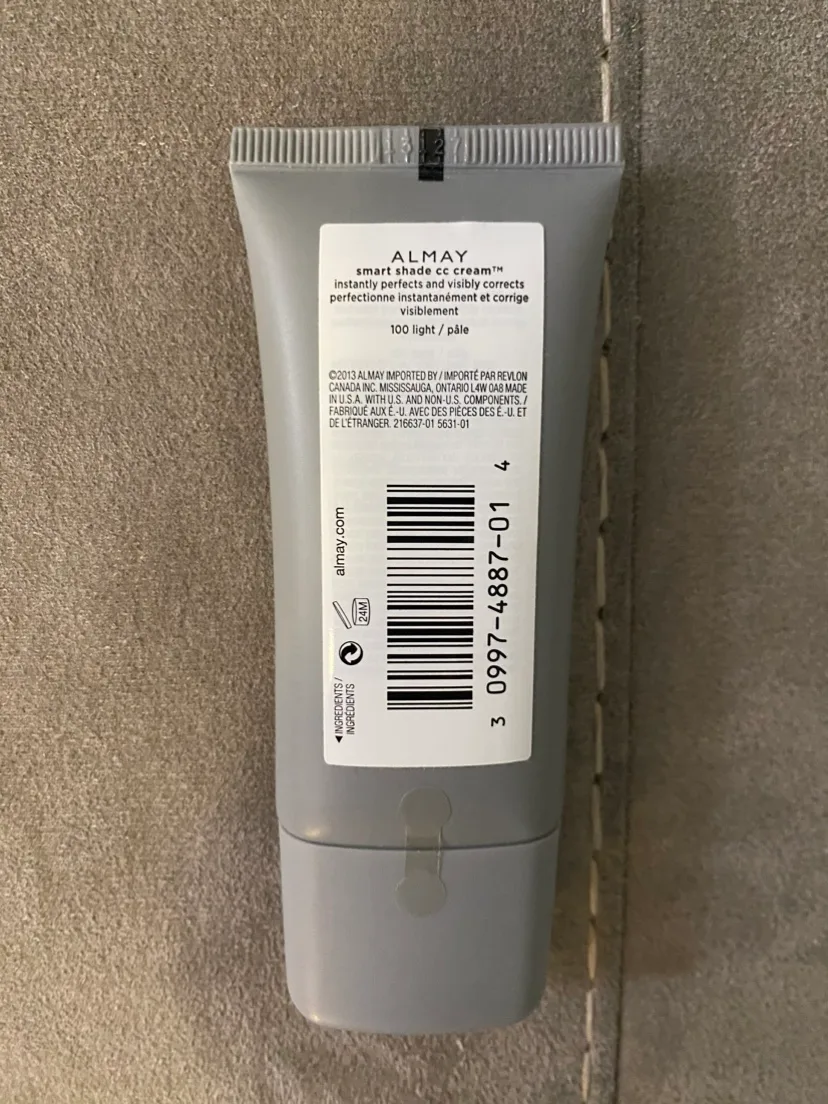 13127
ALMAY
smart shade cc cream™
instantly perfects and visibly corrects
perfectionne instantanément et corrige
visiblement
100 light / pâle
©2013 ALMAY IMPORTED BY / IMPORTÉ PAR REVLON
CANADA INC. MISSISSAUGA, ONTARIO L4W 0A8 MADE
IN U.S.A. WITH U.S. AND NON-U.S. COMPONENTS. /
FABRIQUÉ AUX É.-U. AVEC DES PIÈCES DES É.-U. ET
DE L'ÉTRANGER. 216637-01 5631-01
almay.com
24M
◀ INGREDIENTS /
INGRÉDIENTS
3 0997-4887-01 4